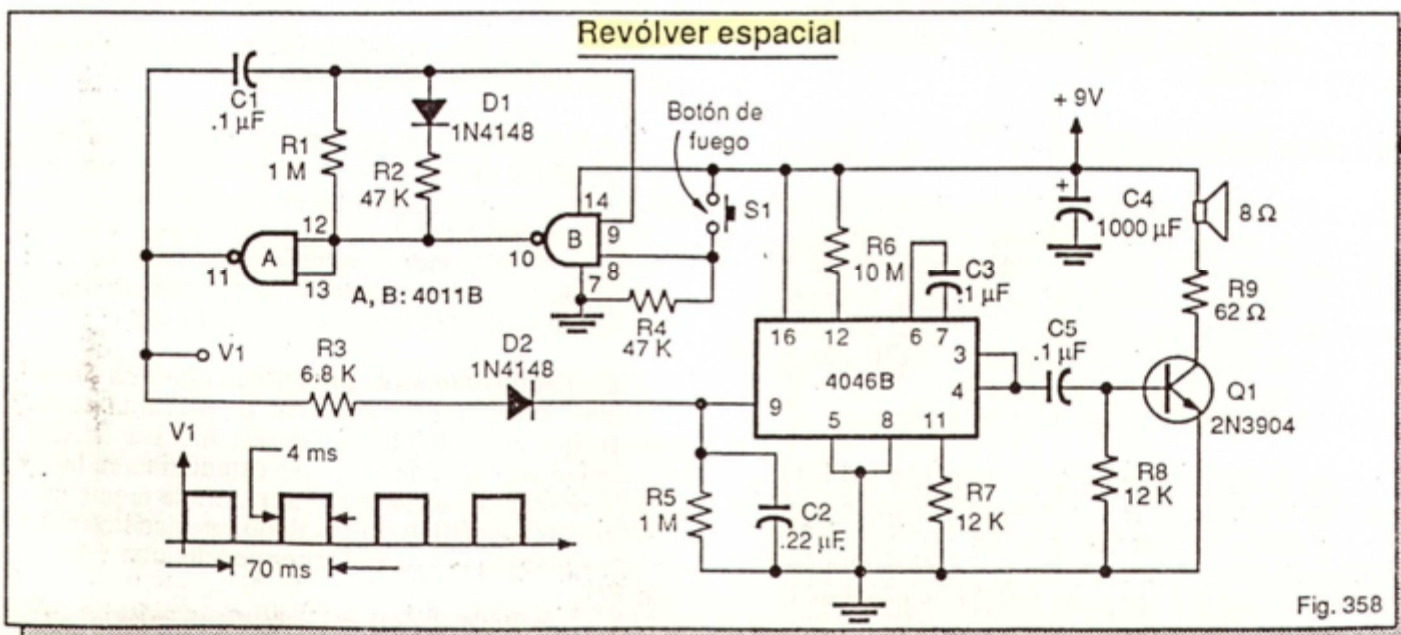 Revólver espacial
C1
.1 µF
R1
1 M
D1
1N4148
R2
47 K
Botón de
fuego
S1
+ 9V
+
C4
1000 µF
8 Ω
R9
62 Ω
14
B
9
8
10
7
12
A
11
13
A, B: 4011B
R4
47 K
R6
10 M
C3
.1 µF
V1
R3
6.8 K
D2
1N4148
16
12
6
7
3
4
4046B
9
5
8
11
C5
.1 µF
Q1
2N3904
R5
1 M
C2
.22 µF
R7
12 K
R8
12 K
V1
4 ms
70 ms
Fig. 358